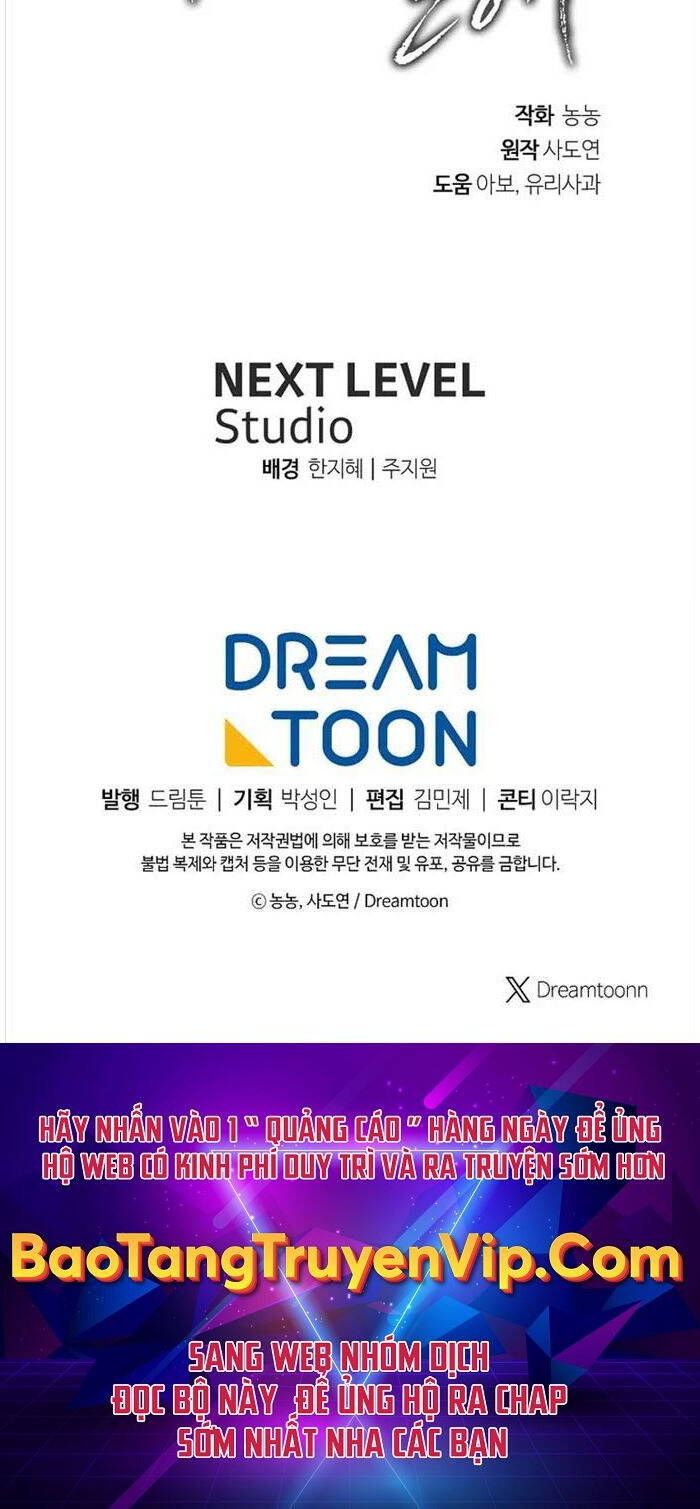 작화 농농
원작 사도연
도움 아보, 유리사과
NEXT LEVEL
Studio
배경 한지혜 | 주지원
DREAM
TOON
발행 드림툰 | 기획 박성인 | 편집 김민제 | 콘티 이락지
본 작품은 저작권법에 의해 보호를 받는 저작물이므로
불법 복제와 캡처 등을 이용한 무단 전재 및 유포, 공유를 금합니다.
ⓒ 농농, 사도연 / Dreamtoon
X Dreamtoonn
HÃY NHẤN VÀO 1 “ QUẢNG CÁO ” HÀNG NGÀY ĐỂ ỦNG
HỘ WEB CÓ KINH PHÍ DUY TRÌ VÀ RA TRUYỆN SỚM HƠN
BaoTangTruyenVip.Com
SANG WEB NHÓM DỊCH
ĐỌC BỘ NÀY ĐỂ ỦNG HỘ RA CHAP
SỚM NHẤT NHA CÁC BẠN